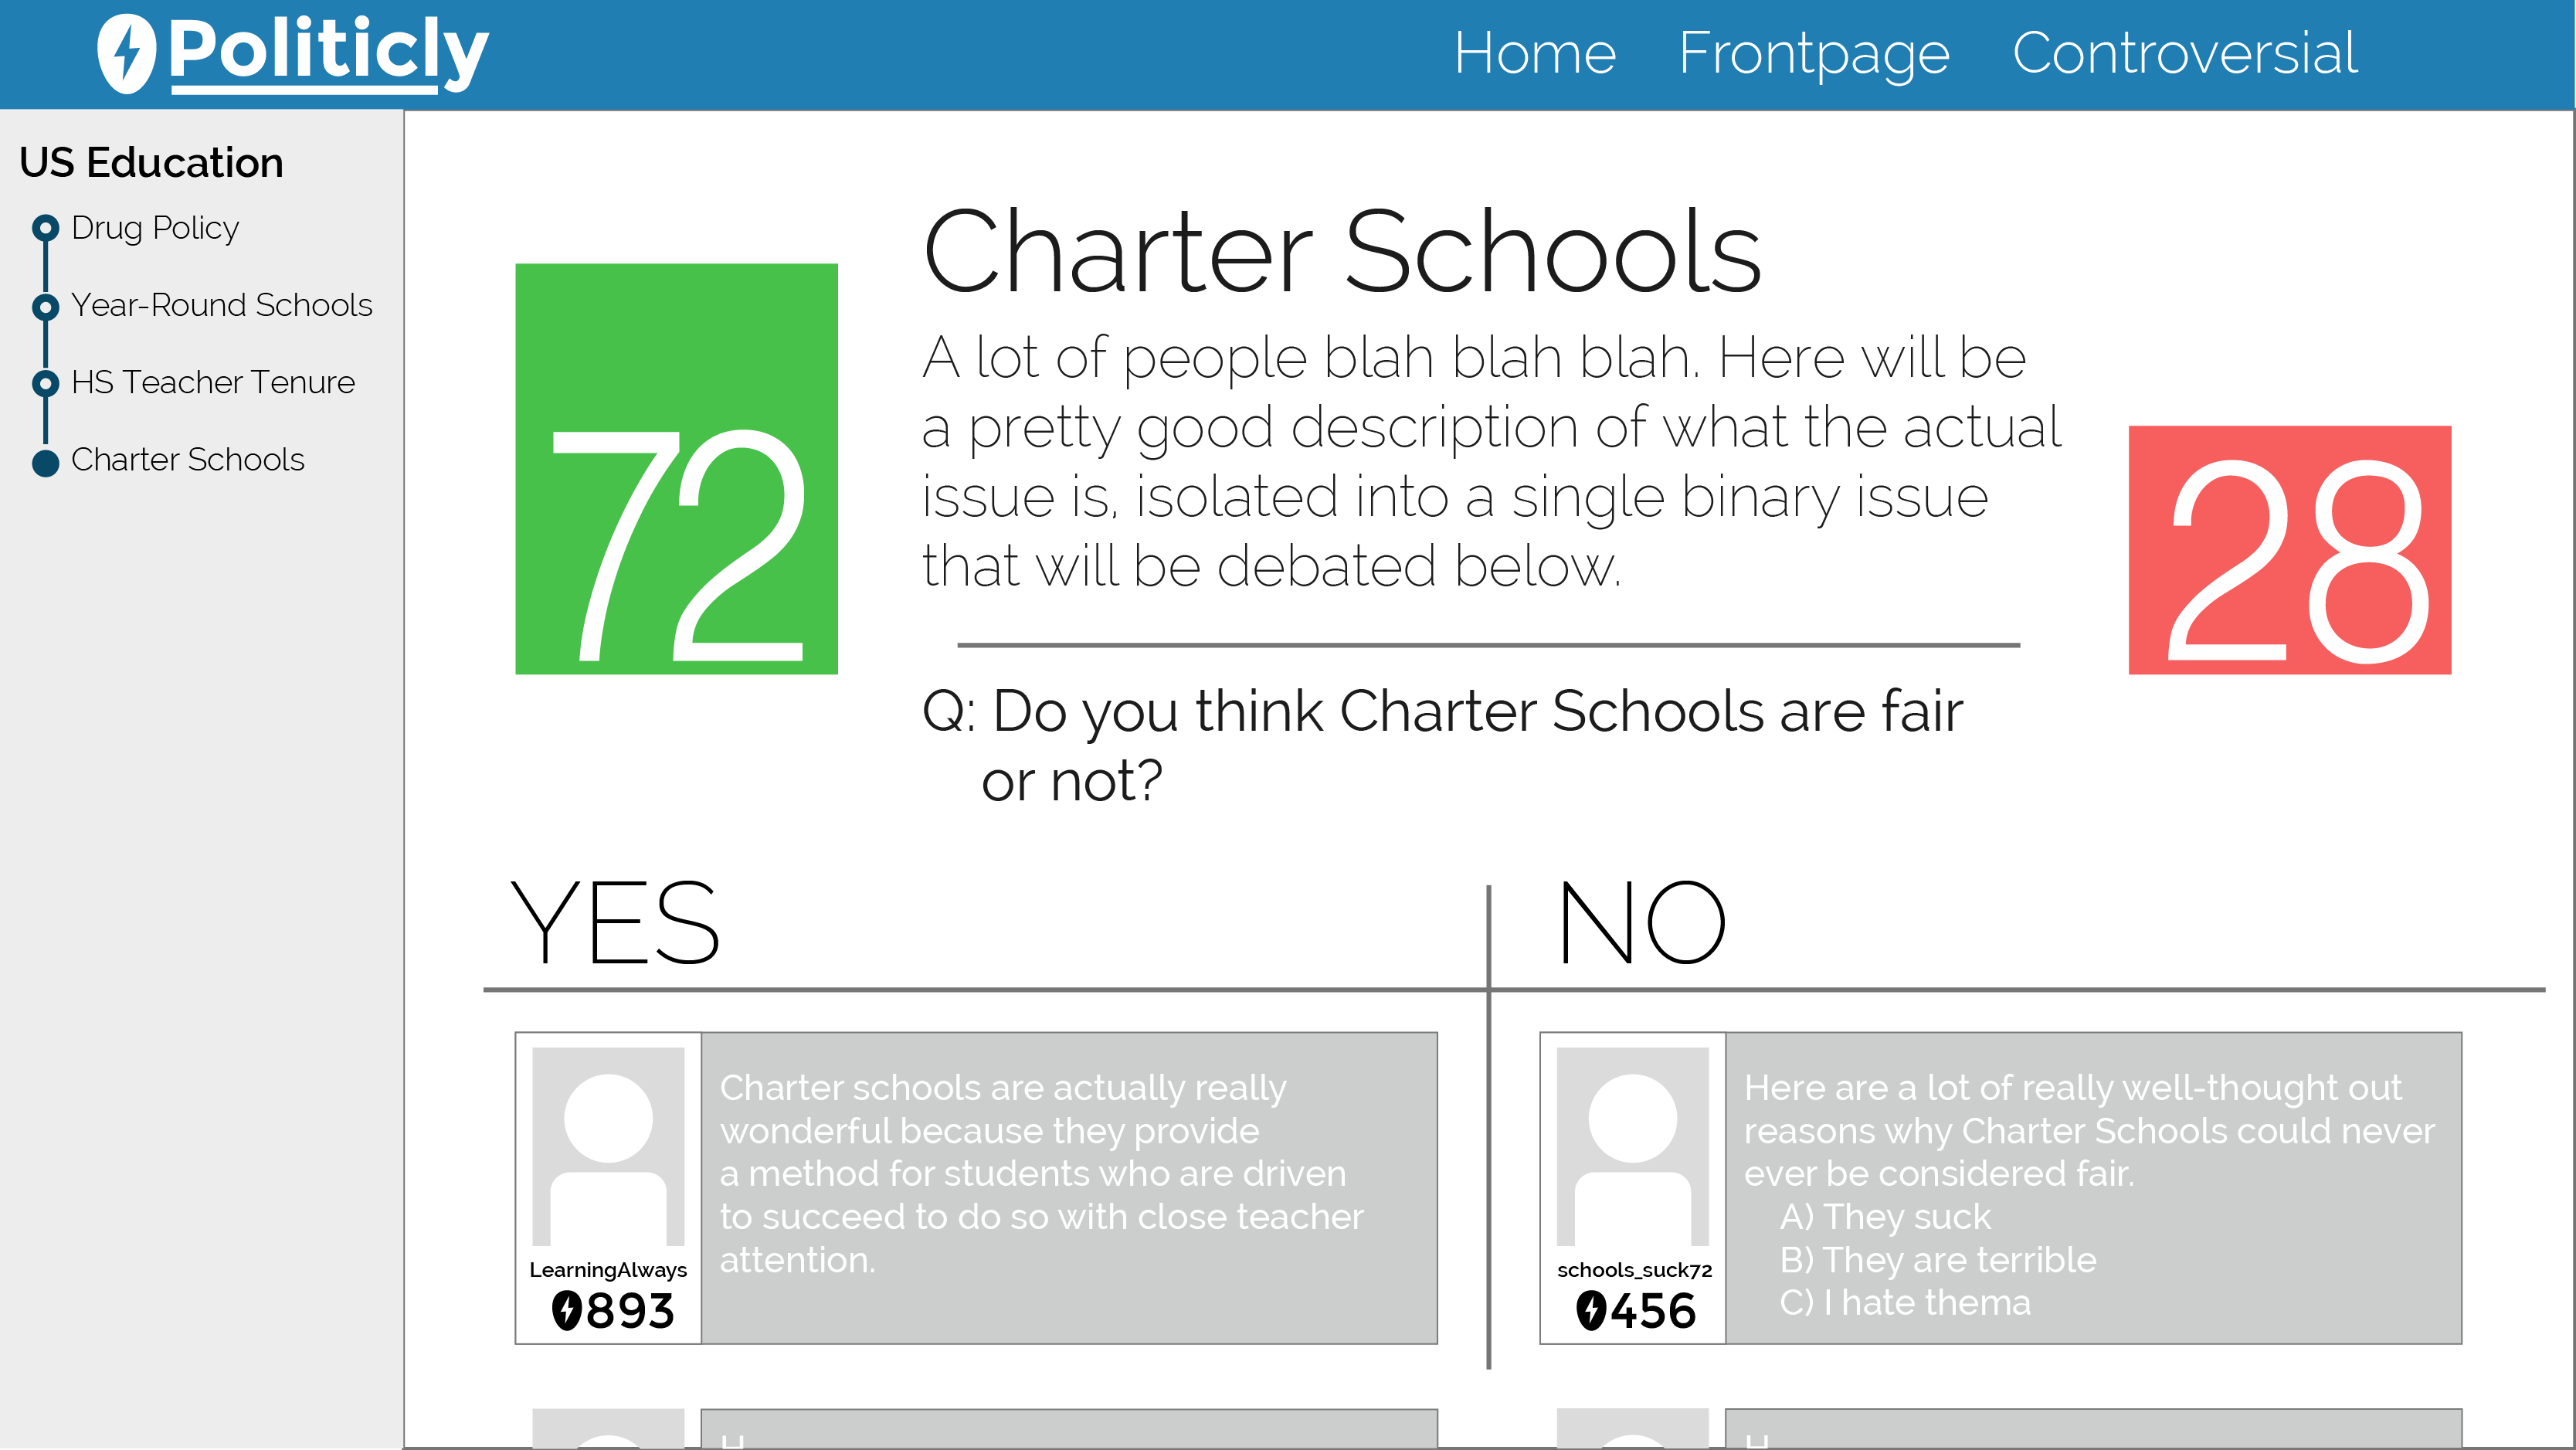 Politicly
Home Frontpage Controversial
US Education
Drug Policy
Year-Round Schools
HS Teacher Tenure
Charter Schools
72
Charter Schools
A lot of people blah blah blah. Here will be
a pretty good description of what the actual
issue is, isolated into a single binary issue
that will be debated below.
28
Q: Do you think Charter Schools are fair
or not?
YES
NO
Charter schools are actually really
wonderful because they provide
a method for students who are driven
to succeed to do so with close teacher
attention.
LearningAlways
893
Here are a lot of really well-thought out
reasons why Charter Schools could never
ever be considered fair.
A) They suck
B) They are terrible
C) I hate thema
schools_suck72
456